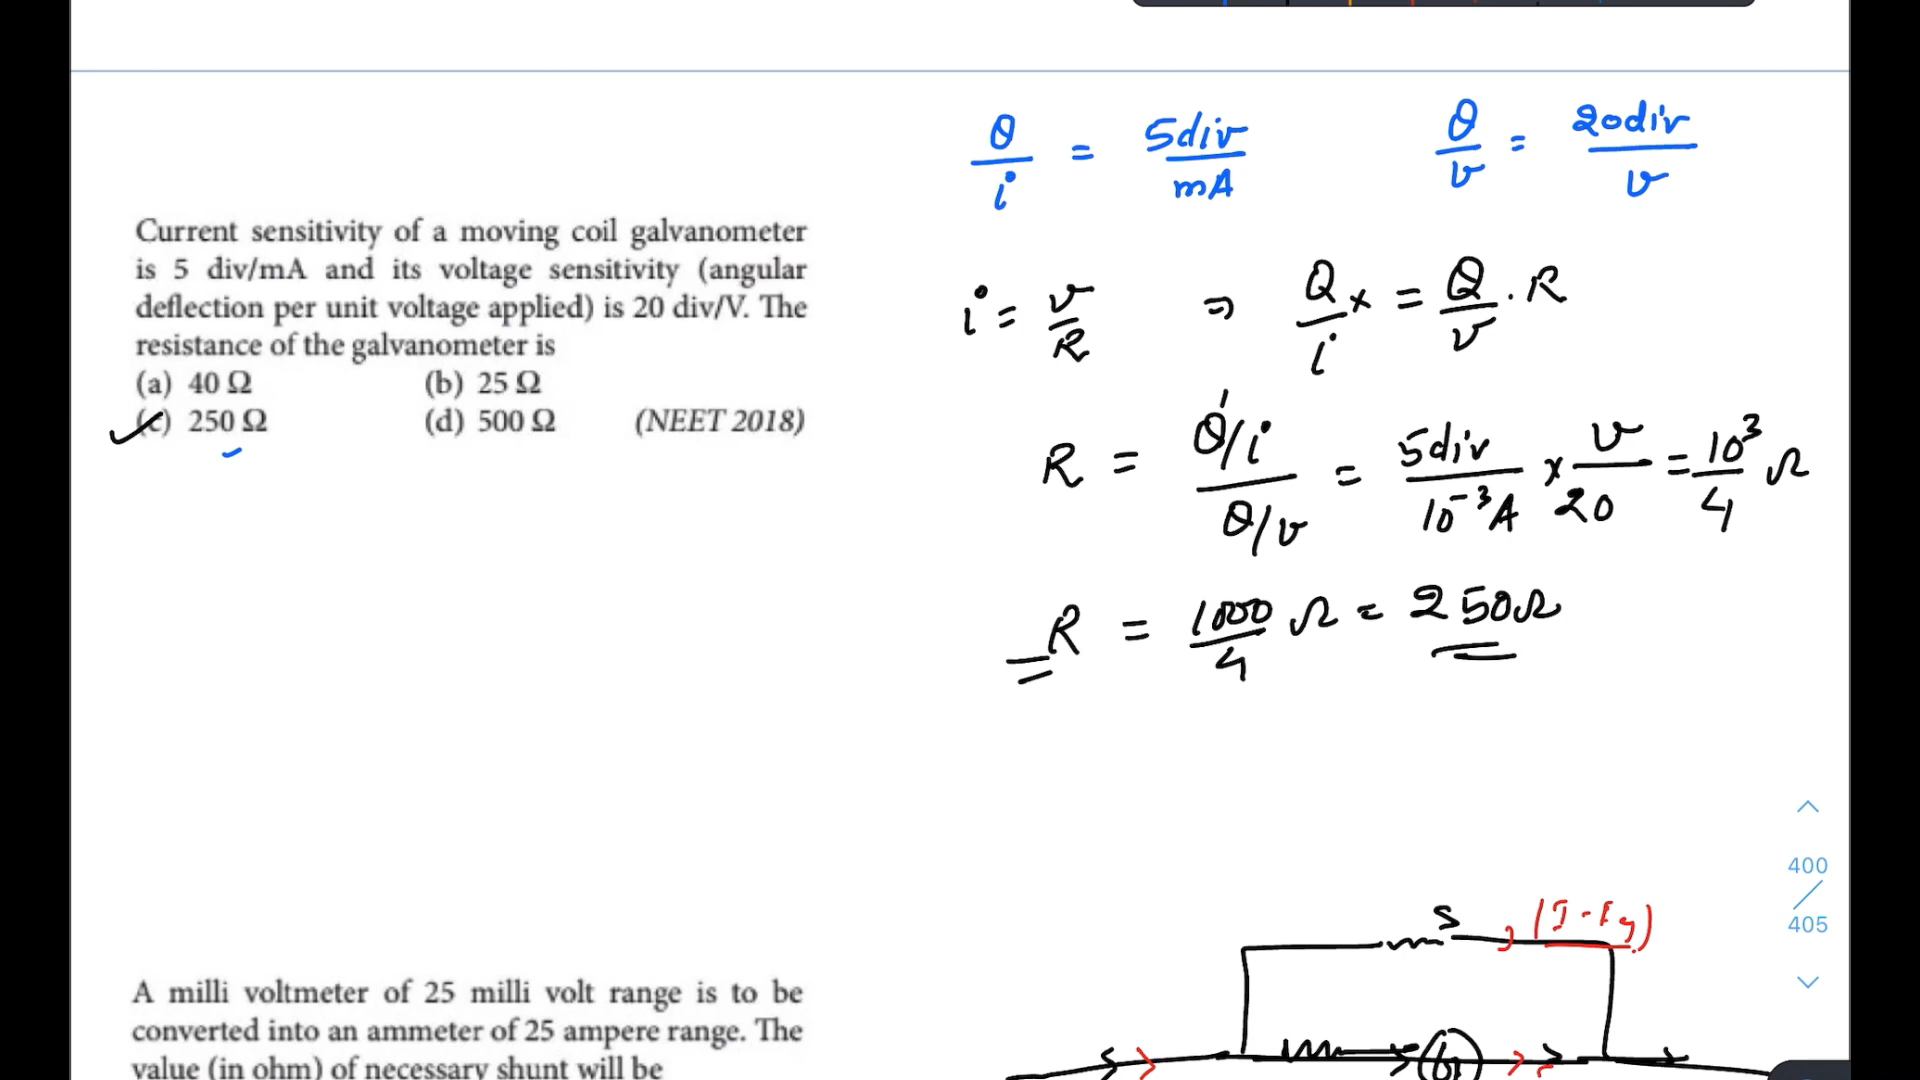 Current sensitivity of a moving coil galvanometer
is 5 div/mA and its voltage sensitivity (angular
deflection per unit voltage applied) is 20 div/V. The
resistance of the galvanometer is
(a) 40 Ω (b) 25 Ω
(c) 250 Ω (d) 500 Ω (NEET 2018)
θ/i = 5div/mA θ/v = 20div/v
i = v/R ⇒ θ/i × = θ/v . R
R = θ/i / θ/v = 5div/10⁻³A × v/20 = 10³/4 Ω
R = 1000/4 Ω = 250Ω
400
/
405
S (I - Ig)
G
A milli voltmeter of 25 milli volt range is to be
converted into an ammeter of 25 ampere range. The
value (in ohm) of necessary shunt will be